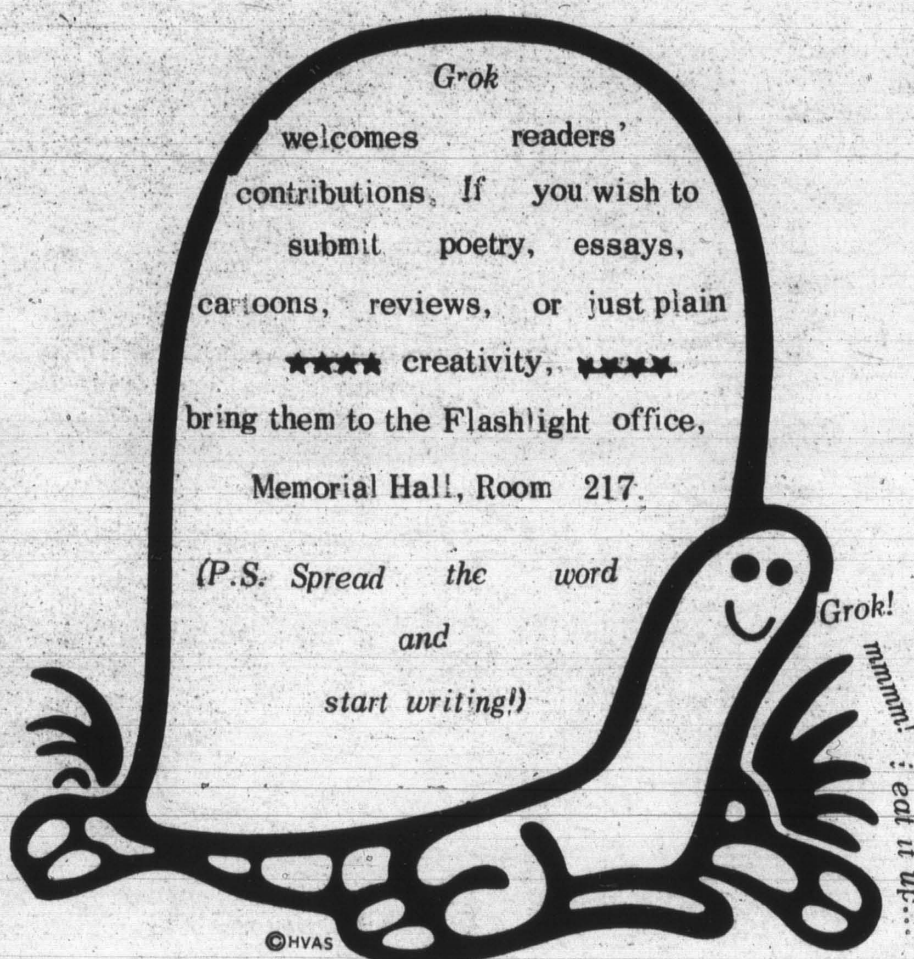 Grok
welcomes readers'
contributions. If you wish to
submit poetry, essays,
cartoons, reviews, or just plain
★★★★ creativity, ★★★★
bring them to the Flashlight office,
Memorial Hall, Room 217.
(P.S. Spread the word
and
start writing!)
Grok!
mmmm!
i eat it up...
©HVAS